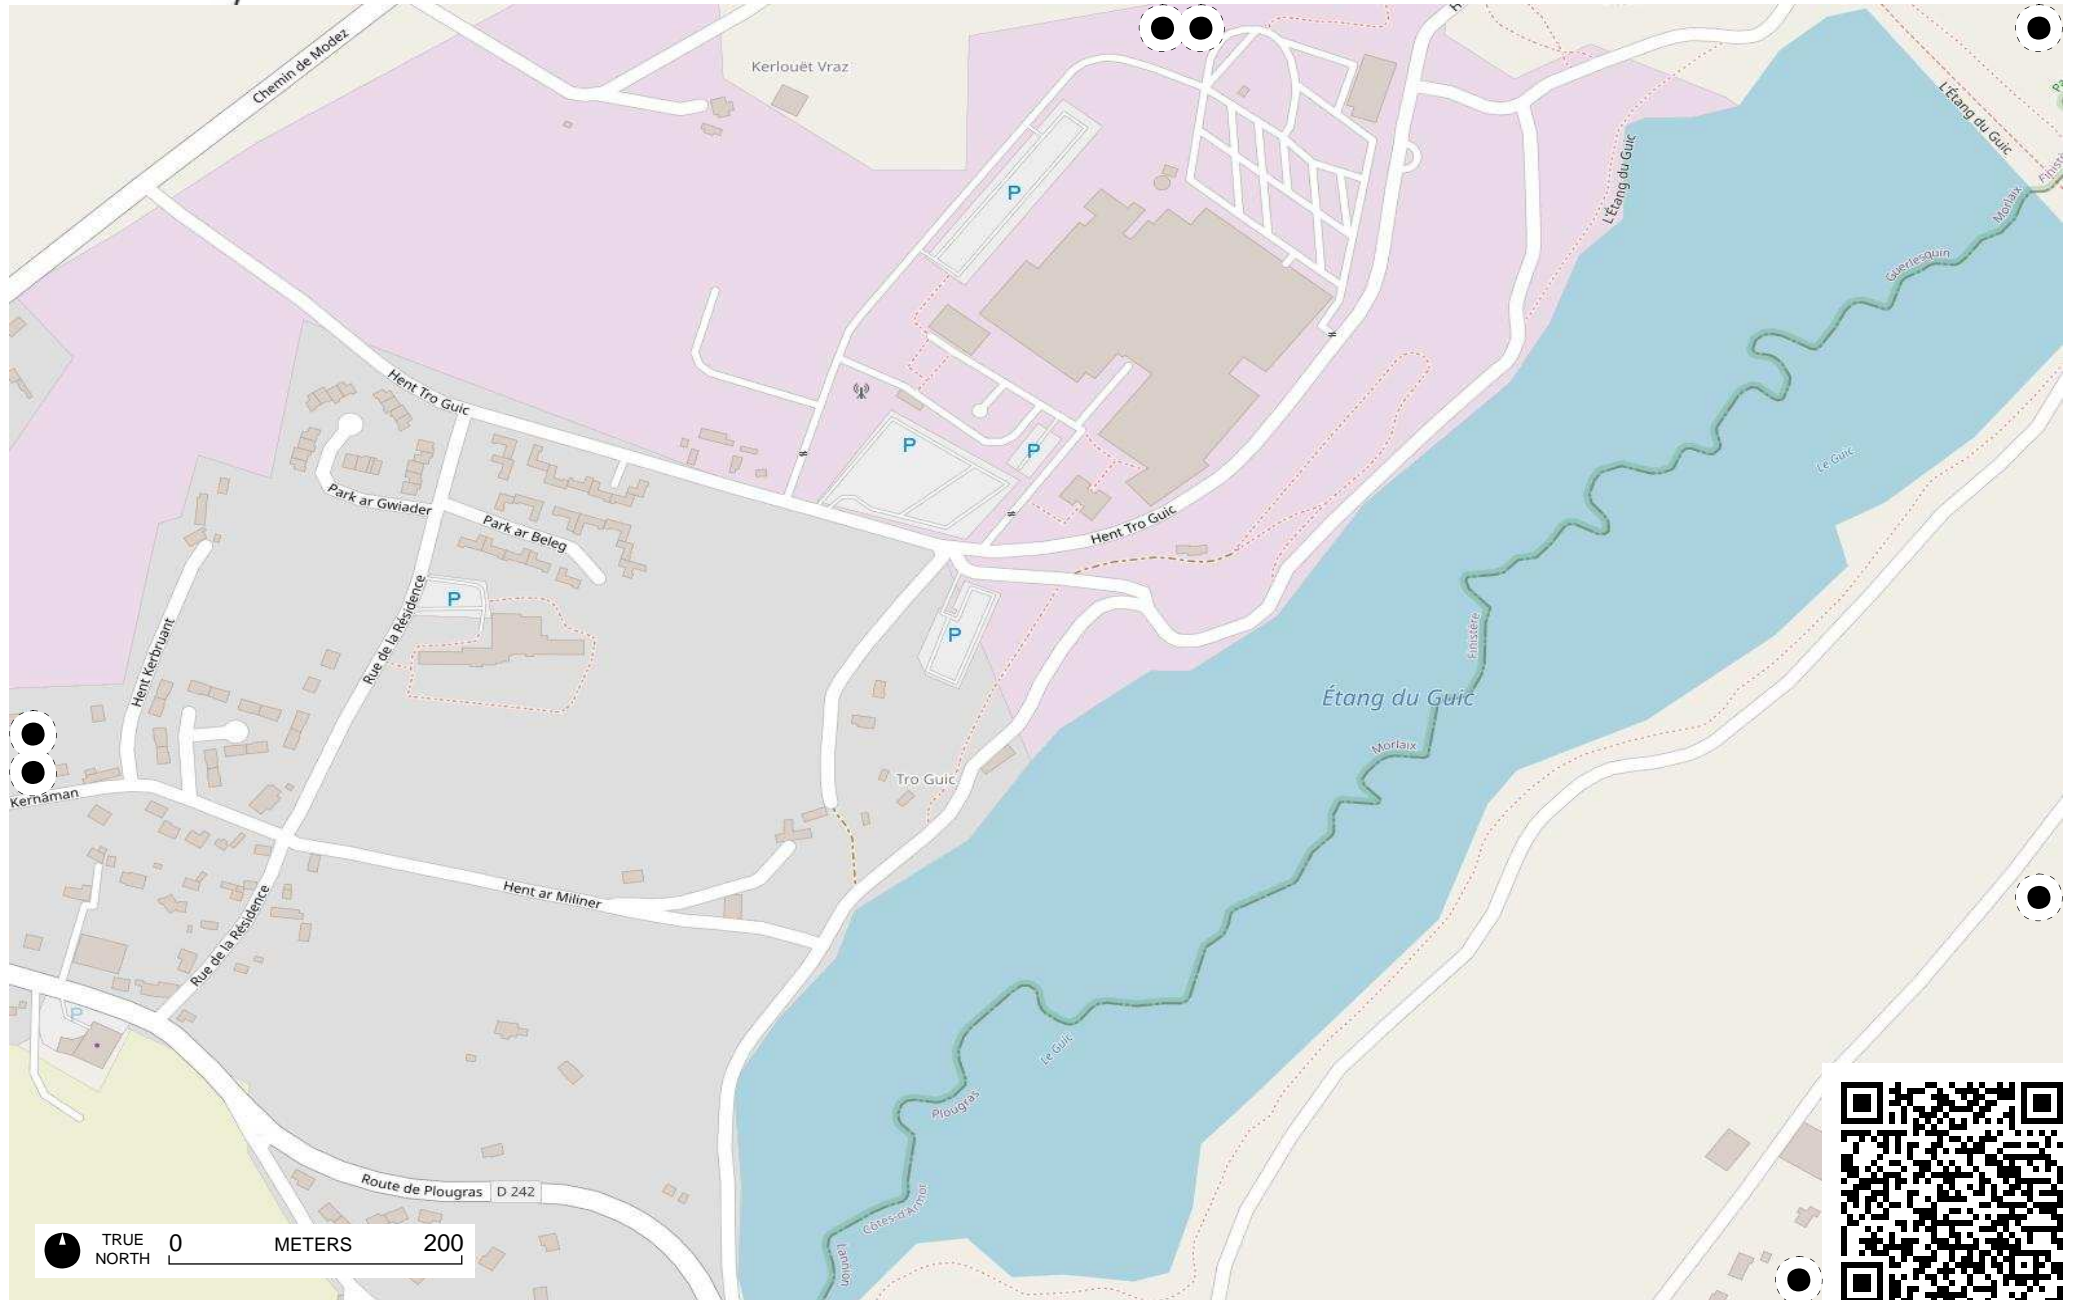 Chemin de Modez
Kerlouët Vraz
L'Étang du Guic
L'Étang du Guic
P
Morlaix
Guerlesquin
Hent Tro Guic
P
P
Le Guic
Park ar Gwiader
Park ar Beleg
Hent Tro Guic
P
P
Rue de la Résidence
Hent Kerbruant
Finistère
Étang du Guic
Morlaix
Tro Guic
Kernaman
Hent ar Miliner
Rue de la Résidence
P
Le Guic
Plougras
Route de Plougras D 242
Côtes-d'Armor
Lannion
TRUE NORTH
0 METERS 200